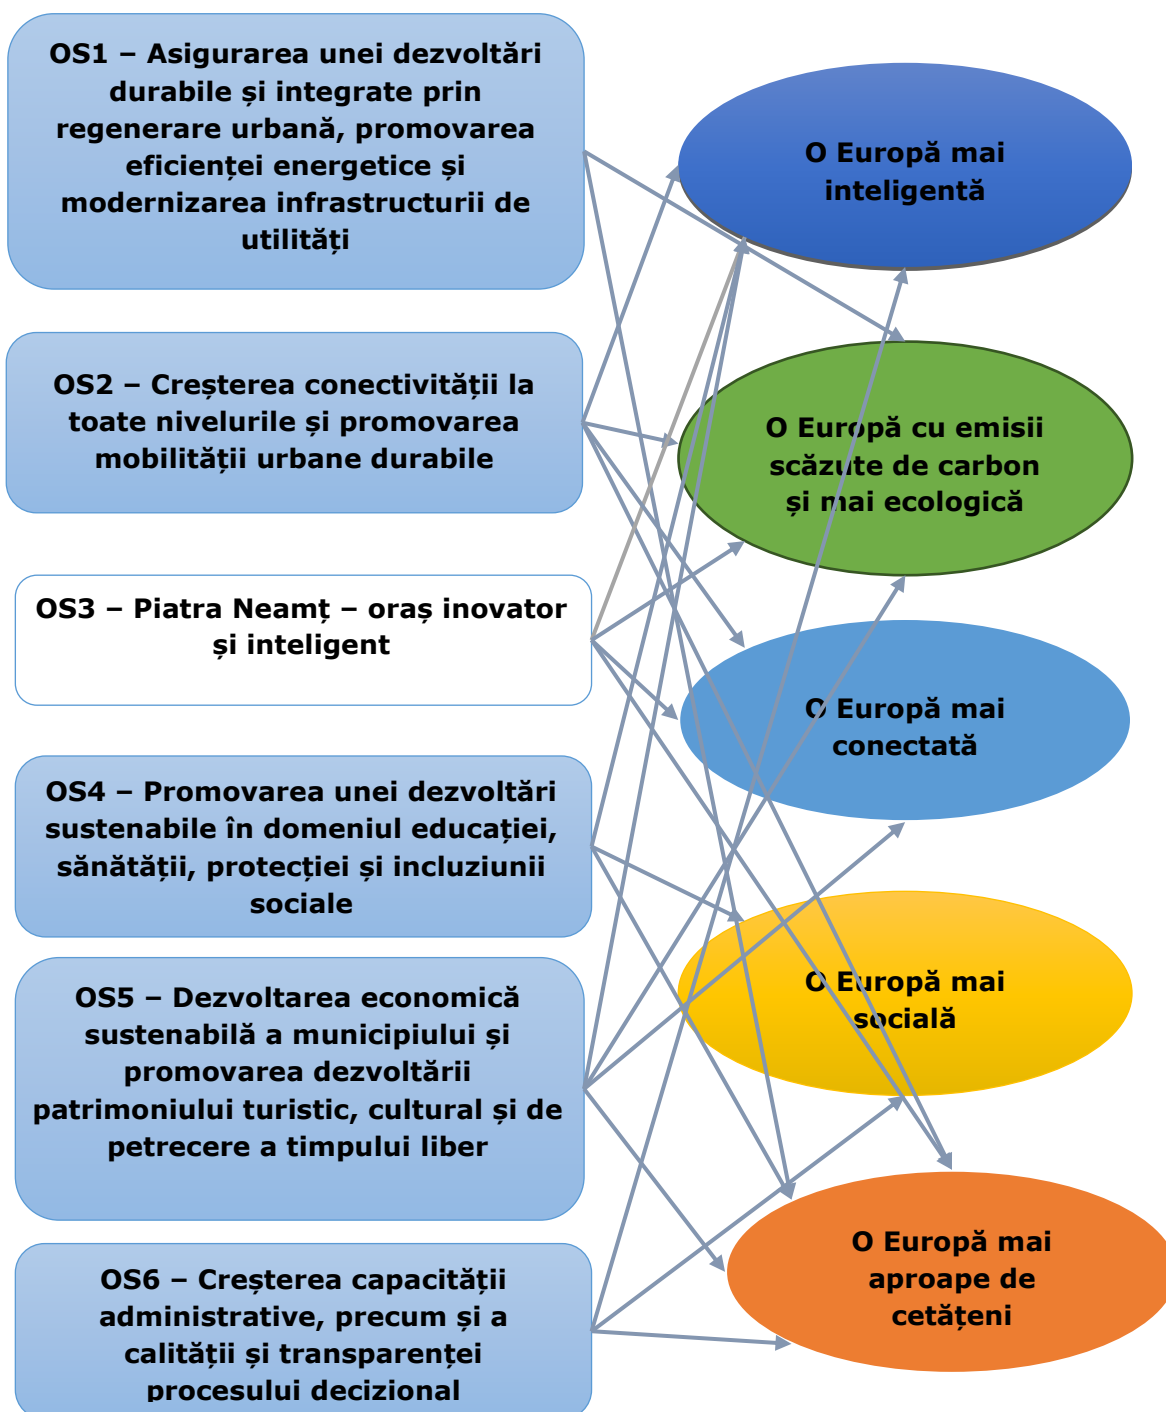 OS1 – Asigurarea unei dezvoltări
durabile și integrate prin
regenerare urbană, promovarea
eficienței energetice și
modernizarea infrastructurii de
utilități
OS2 – Creșterea conectivității la
toate nivelurile și promovarea
mobilității urbane durabile
OS3 – Piatra Neamț – oraș inovator
și inteligent
OS4 – Promovarea unei dezvoltări
sustenabile în domeniul educației,
sănătății, protecției și incluziunii
sociale
OS5 – Dezvoltarea economică
sustenabilă a municipiului și
promovarea dezvoltării
patrimoniului turistic, cultural și de
petrecere a timpului liber
OS6 – Creșterea capacității
administrative, precum și a
calității și transparenței
procesului decizional
O Europă mai
inteligentă
O Europă cu emisii
scăzute de carbon
și mai ecologică
O Europă mai
conectată
O Europă mai
socială
O Europă mai
aproape de
cetățeni